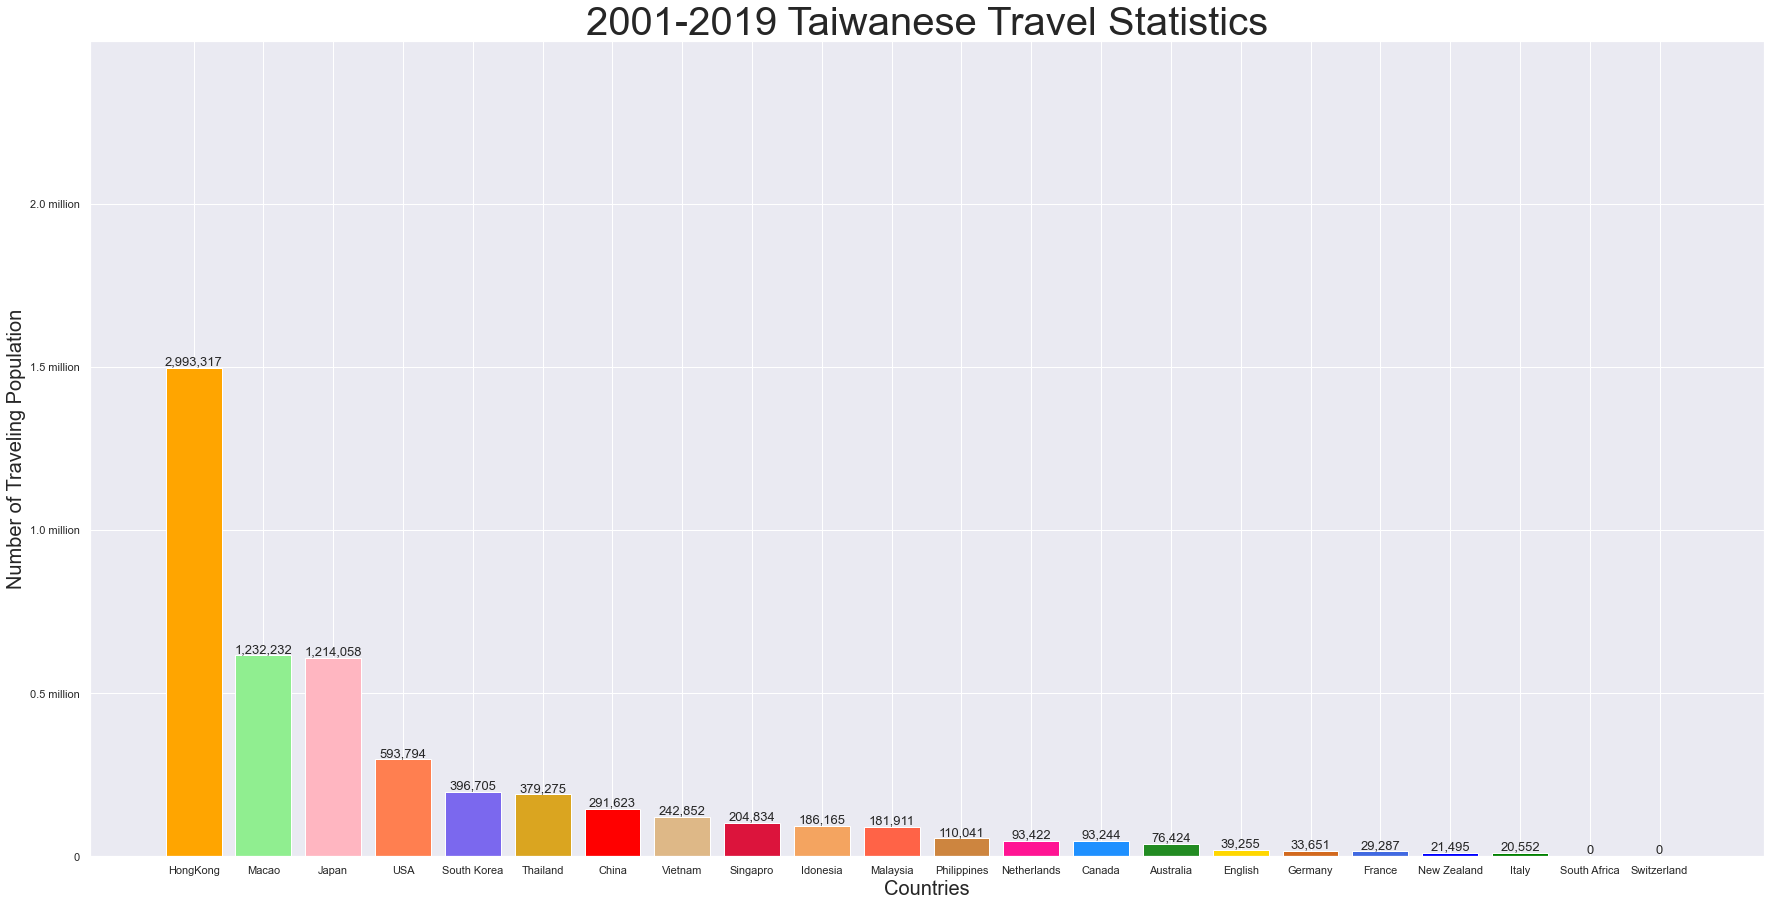 2001-2019 Taiwanese Travel Statistics
Number of Traveling Population
2.0 million
1.5 million
1.0 million
0.5 million
0
2,993,317
1,232,232
1,214,058
593,794
396,705
379,275
291,623
242,852
204,834
186,165
181,911
110,041
93,422
93,244
76,424
39,255
33,651
29,287
21,495
20,552
0
0
HongKong
Macao
Japan
USA
South Korea
Thailand
China
Vietnam
Singapro
Idonesia
Malaysia
Philippines
Netherlands
Canada
Australia
English
Germany
France
New Zealand
Italy
South Africa
Switzerland
Countries